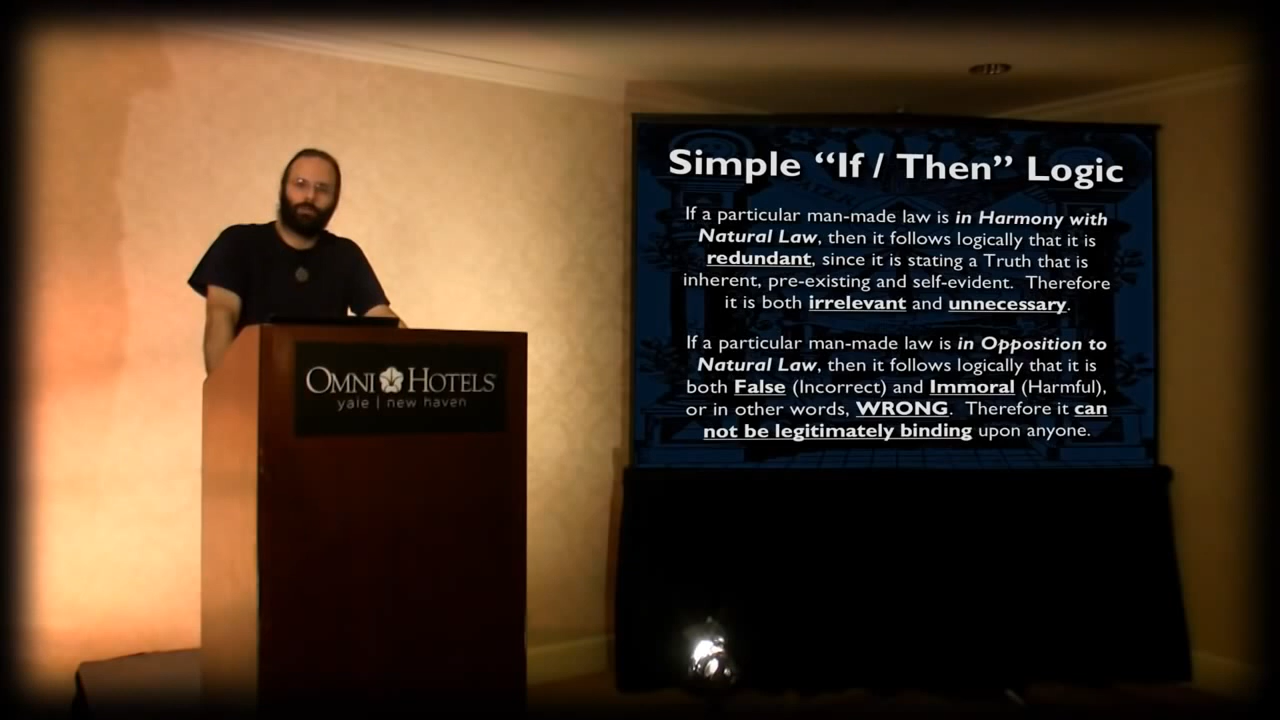 OMNI HOTELS
yale | new haven
Simple “If / Then” Logic
If a particular man-made law is in Harmony with
Natural Law, then it follows logically that it is
redundant, since it is stating a Truth that is
inherent, pre-existing and self-evident. Therefore
it is both irrelevant and unnecessary.
If a particular man-made law is in Opposition to
Natural Law, then it follows logically that it is
both False (Incorrect) and Immoral (Harmful),
or in other words, WRONG. Therefore it can
not be legitimately binding upon anyone.